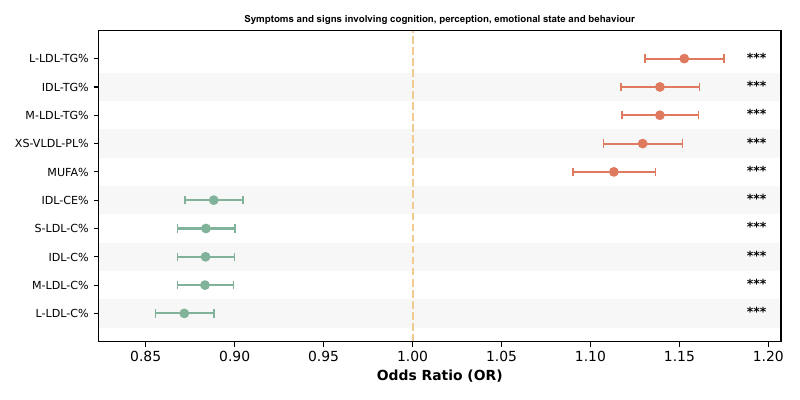 Symptoms and signs involving cognition, perception, emotional state and behaviour
L-LDL-TG% ***
IDL-TG% ***
M-LDL-TG% ***
XS-VLDL-PL% ***
MUFA% ***
IDL-CE% ***
S-LDL-C% ***
IDL-C% ***
M-LDL-C% ***
L-LDL-C% ***
0.85 0.90 0.95 1.00 1.05 1.10 1.15 1.20
Odds Ratio (OR)